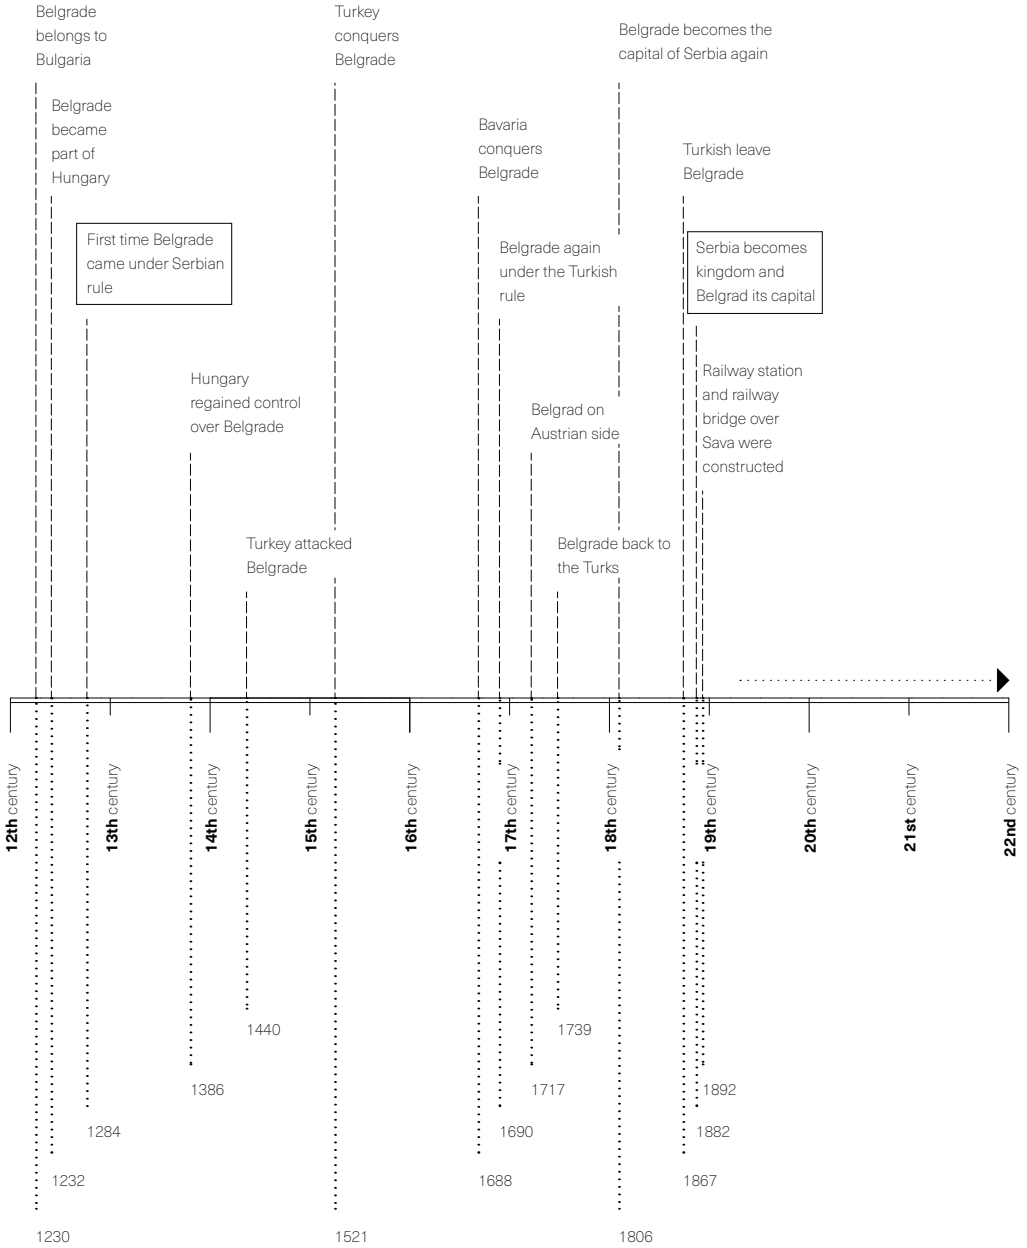 Belgrade
belongs to
Bulgaria
Turkey
conquers
Belgrade
Belgrade becomes the
capital of Serbia again
Belgrade
became
part of
Hungary
Bavaria
conquers
Belgrade
Turkish leave
Belgrade
First time Belgrade
came under Serbian
rule
Belgrade again
under the Turkish
rule
Serbia becomes
kingdom and
Belgrad its capital
Hungary
regained control
over Belgrade
Railway station
and railway
bridge over
Sava were
constructed
Belgrad on
Austrian side
Turkey attacked
Belgrade
Belgrade back to
the Turks
12th century
13th century
14th century
15th century
16th century
17th century
18th century
19th century
20th century
21st century
22nd century
1440
1739
1386
1717
1892
1284
1690
1882
1232
1688
1867
1230
1521
1806